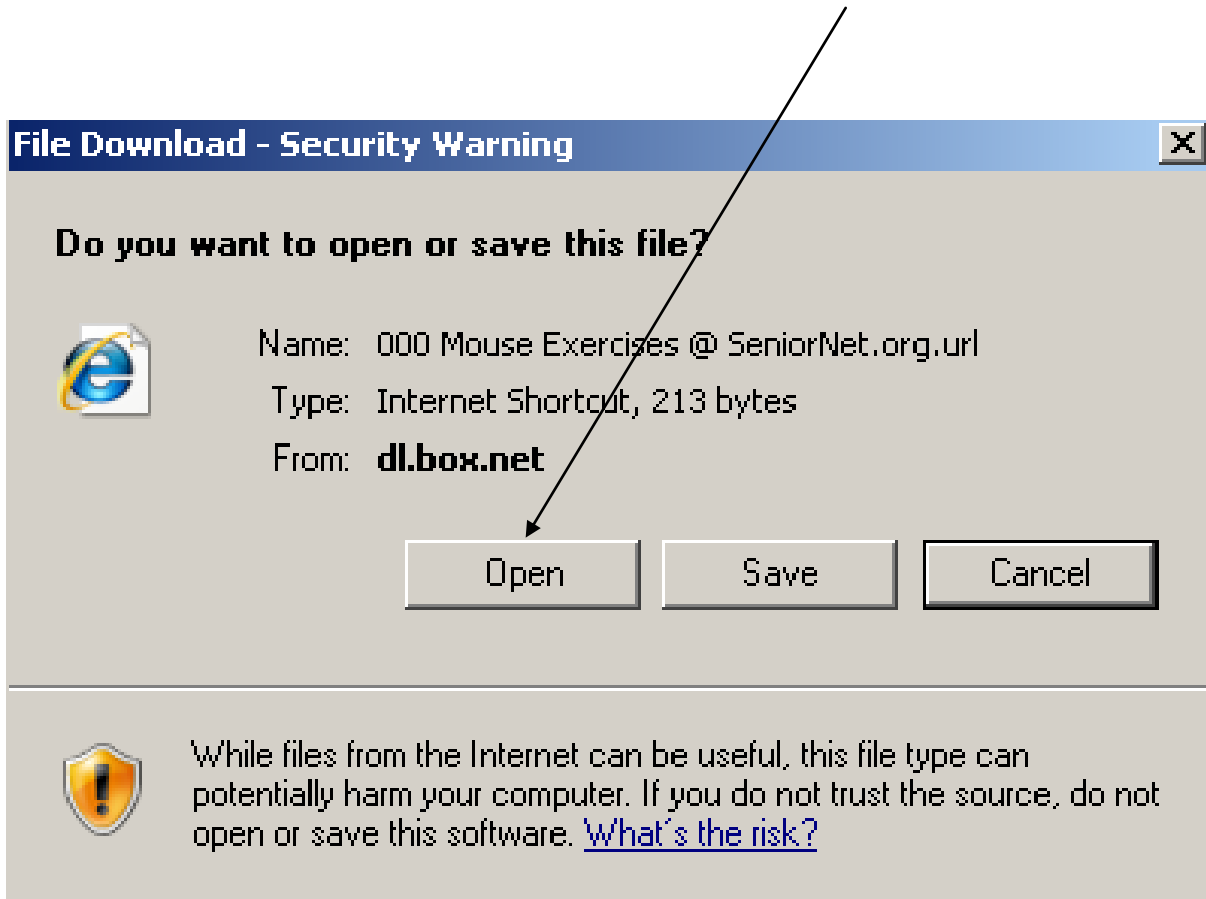 File Download - Security Warning
Do you want to open or save this file?
Name: 000 Mouse Exercises @ SeniorNet.org.url
Type: Internet Shortcut, 213 bytes
From: dl.box.net
Open Save Cancel
While files from the Internet can be useful, this file type can
potentially harm your computer. If you do not trust the source, do not
open or save this software. What's the risk?